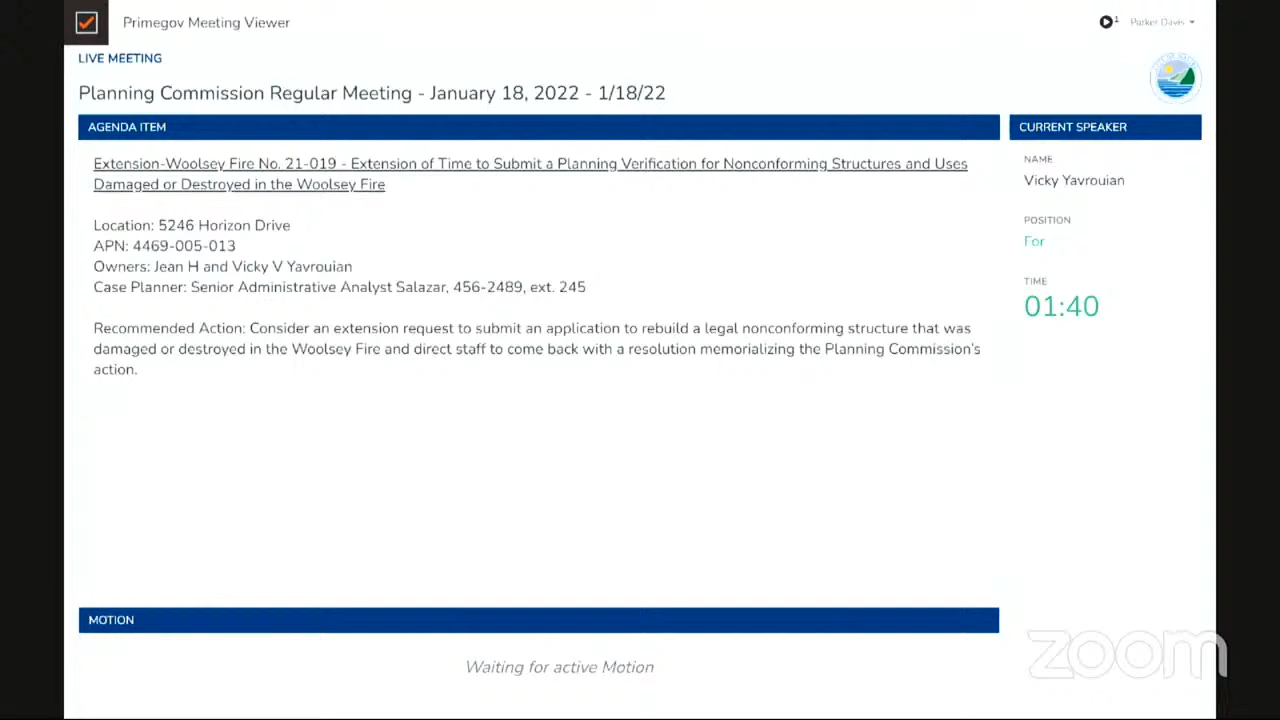 Primegov Meeting Viewer
1
Parker Davis
LIVE MEETING
Planning Commission Regular Meeting - January 18, 2022 - 1/18/22
AGENDA ITEM
CURRENT SPEAKER
Extension-Woolsey Fire No. 21-019 - Extension of Time to Submit a Planning Verification for Nonconforming Structures and Uses
Damaged or Destroyed in the Woolsey Fire
Location: 5246 Horizon Drive
APN: 4469-005-013
Owners: Jean H and Vicky V Yavrouian
Case Planner: Senior Administrative Analyst Salazar, 456-2489, ext. 245
Recommended Action: Consider an extension request to submit an application to rebuild a legal nonconforming structure that was
damaged or destroyed in the Woolsey Fire and direct staff to come back with a resolution memorializing the Planning Commission's
action.
NAME
Vicky Yavrouian
POSITION
For
TIME
01:40
MOTION
Waiting for active Motion
zoom